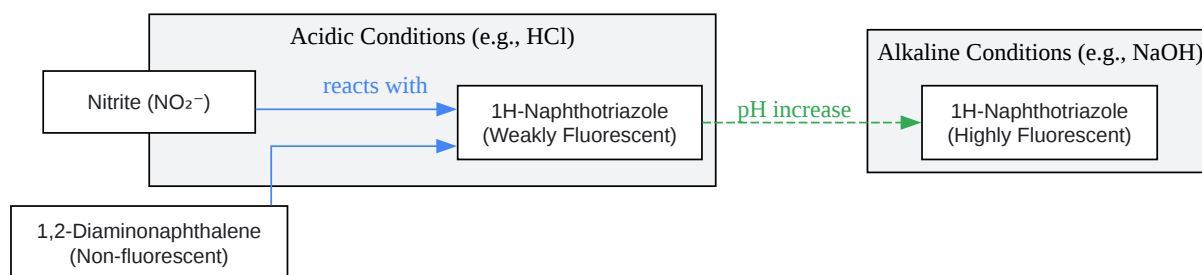 Acidic Conditions (e.g., HCl)
Alkaline Conditions (e.g., NaOH)
Nitrite (NO₂⁻)
reacts with
1H-Naphthotriazole
(Weakly Fluorescent)
pH increase
1H-Naphthotriazole
(Highly Fluorescent)
1,2-Diaminonaphthalene
(Non-fluorescent)